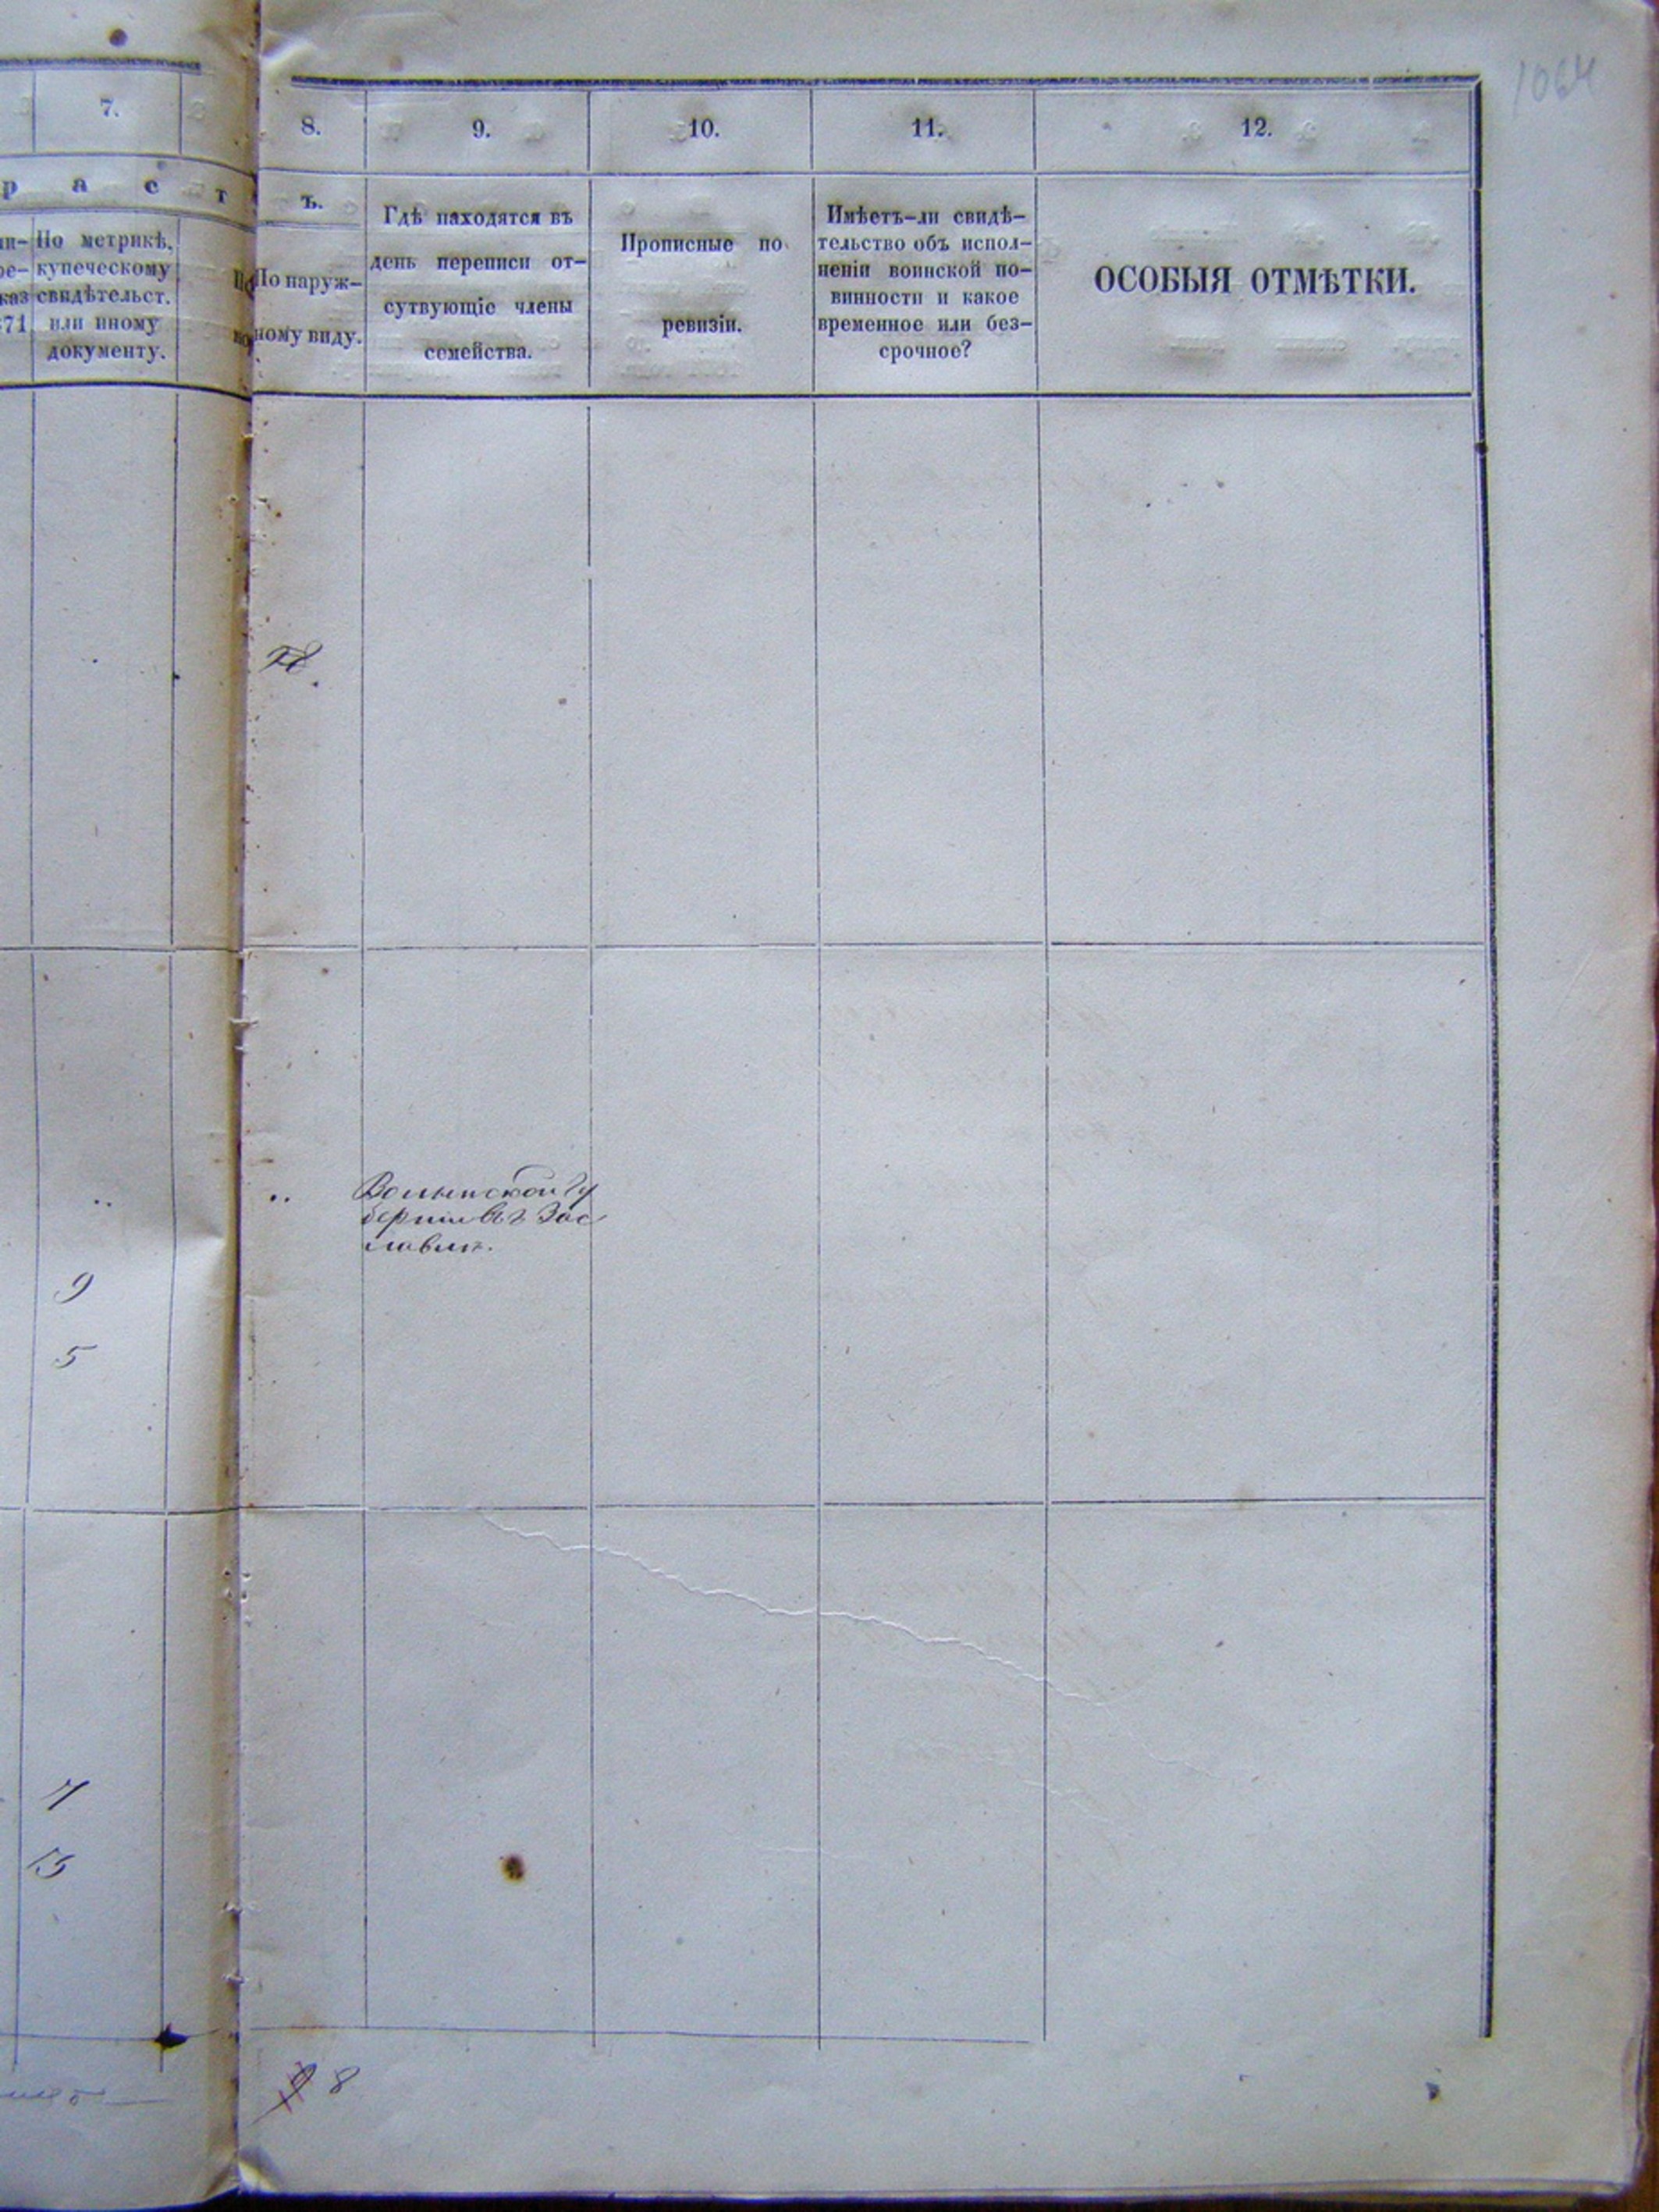 1064
7.
8.
9.
10.
11.
12.
р а с т
ъ.
По метрикѣ,
купеческому
свидѣтельст.
или иному
документу.
По наруж-
ному виду.
Гдѣ находятся въ
день переписи от-
сутвующіе члены
семейства.
Прописные по
ревизіи.
Имѣетъ-ли свидѣ-
тельство объ испол-
неніи воинской по-
винности и какое
временное или без-
срочное?
ОСОБЫЯ ОТМѢТКИ.
Волынской Гу
берніи въ Зас
лавлѣ.
9
5
7
15
8